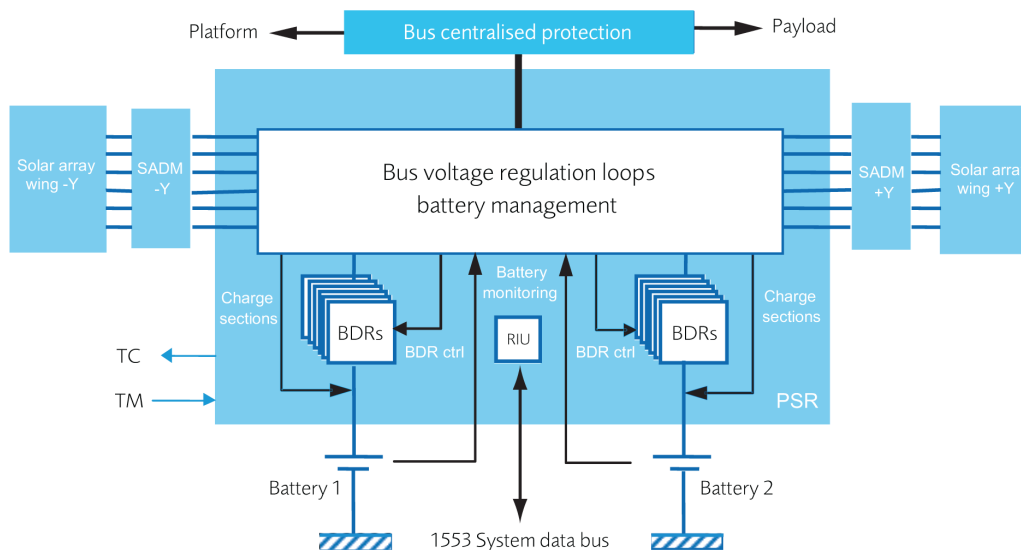 Platform
Bus centralised protection
Payload
Solar array
wing -Y
SADM
-Y
Bus voltage regulation loops
battery management
SADM
+Y
Solar array
wing +Y
Charge
sections
BDRs
BDR ctrl
Battery
monitoring
RIU
BDR ctrl
BDRs
Charge
sections
TC
TM
PSR
Battery 1
Battery 2
1553 System data bus